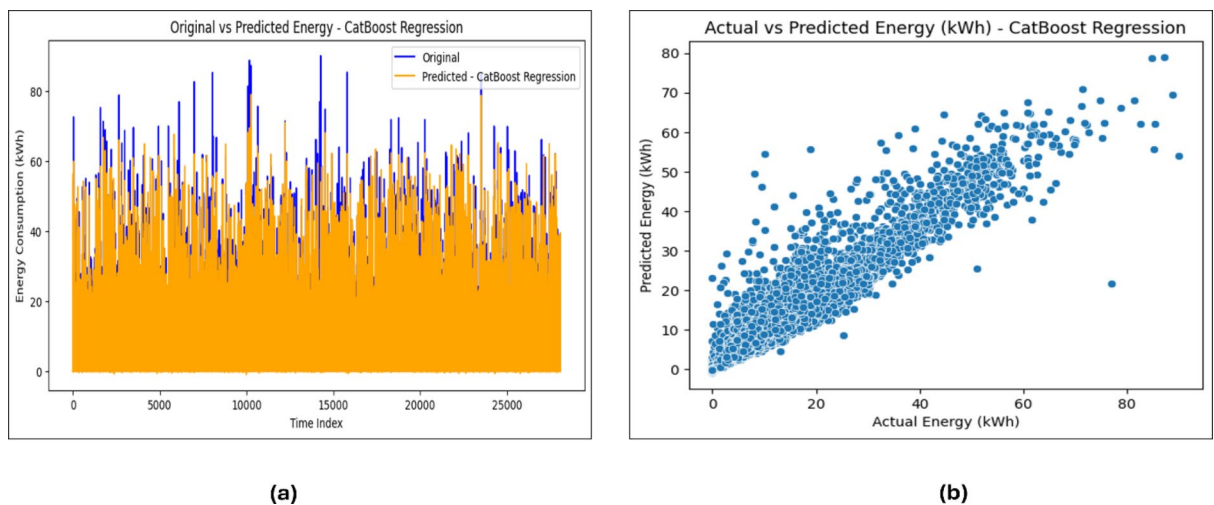 Original vs Predicted Energy - CatBoost Regression
Original
Predicted - CatBoost Regression
Energy Consumption (kWh)
80
60
40
20
0
0
5000
10000
15000
20000
25000
Time Index
(a)
Actual vs Predicted Energy (kWh) - CatBoost Regression
Predicted Energy (kWh)
80
70
60
50
40
30
20
10
0
0
20
40
60
80
Actual Energy (kWh)
(b)